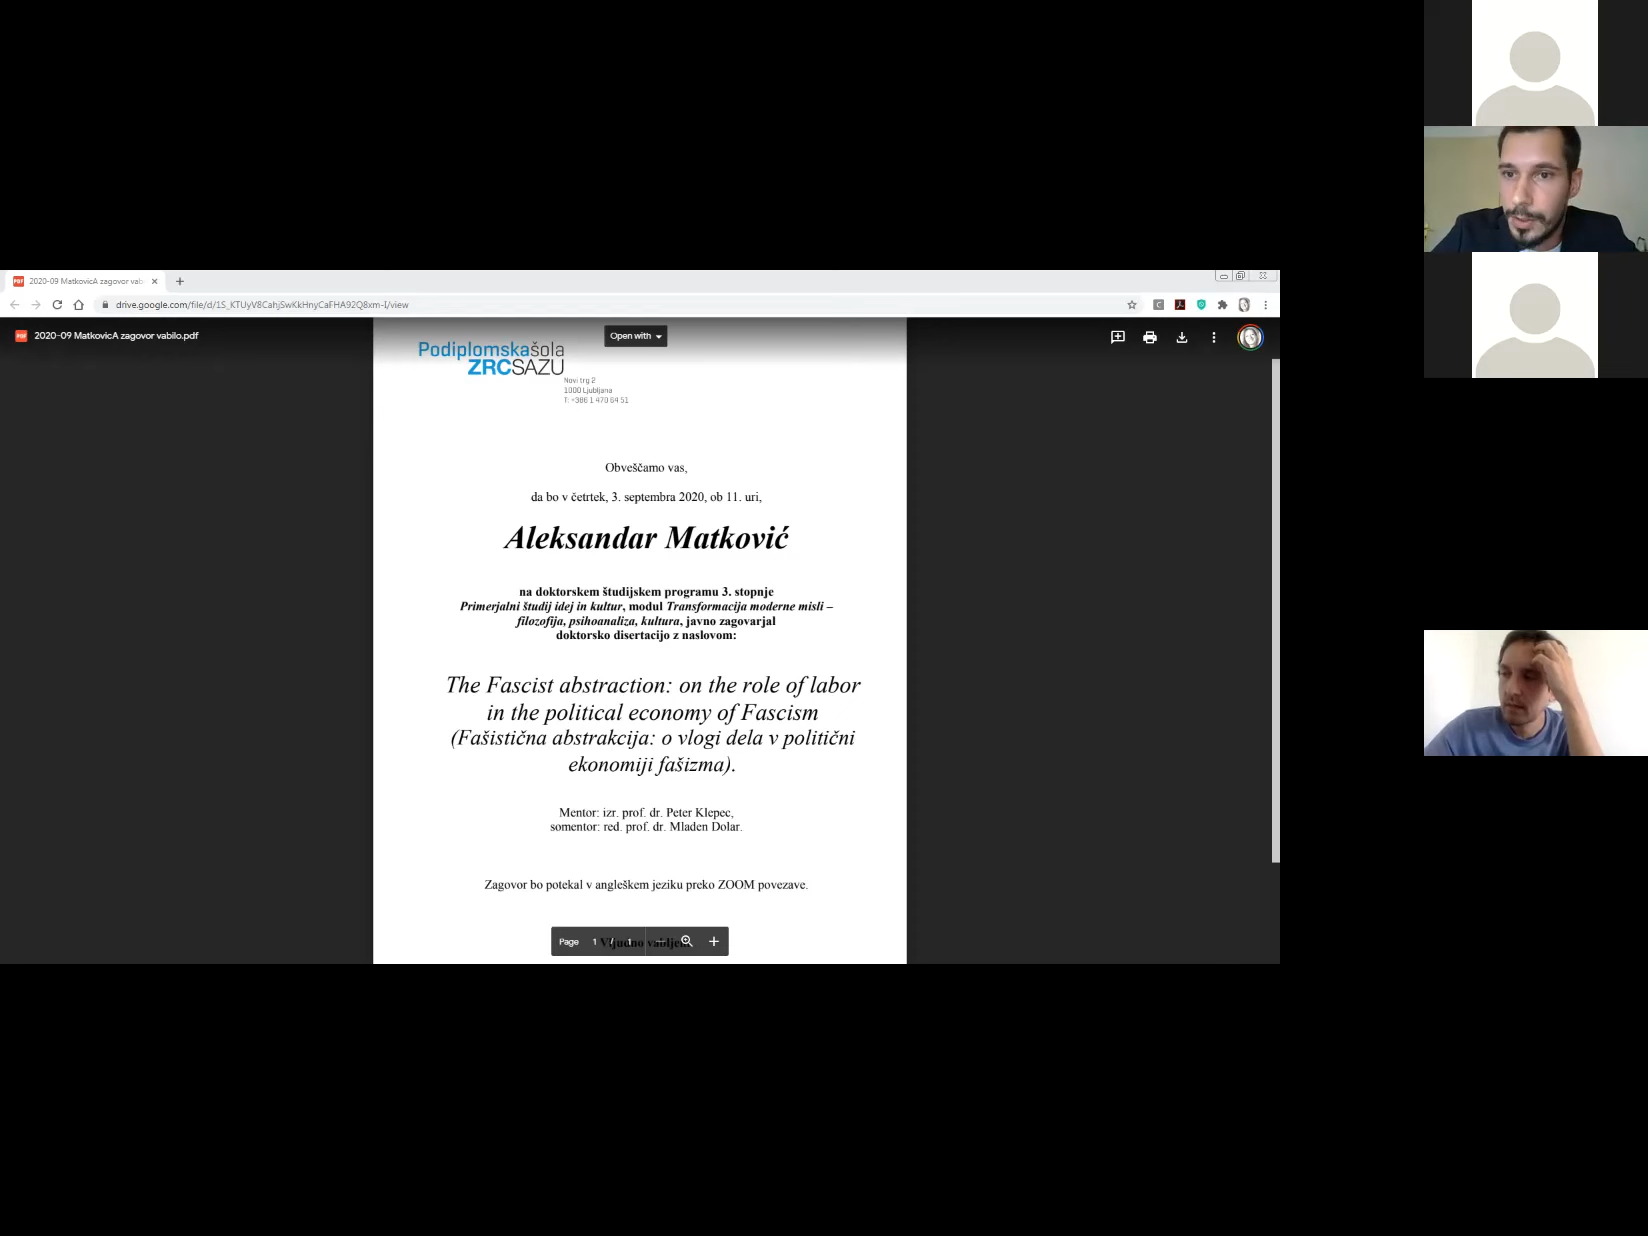 2020-09 MatkovicA zagovor vab
drive.google.com/file/d/1S_KTUyV8CahjSwKkHnyCaFHA92Q8xm-I/view
PDF 2020-09 MatkovicA zagovor vabilo.pdf
Open with
Podiplomskašola
ZRCSAZU
Novi trg 2
1000 Ljubljana
T: +386 1 470 64 51
Obveščamo vas,
da bo v četrtek, 3. septembra 2020, ob 11. uri,
Aleksandar Matković
na doktorskem študijskem programu 3. stopnje
Primerjalni študij idej in kultur, modul Transformacija moderne misli –
filozofija, psihoanaliza, kultura, javno zagovarjal
doktorsko disertacijo z naslovom:
The Fascist abstraction: on the role of labor
in the political economy of Fascism
(Fašistična abstrakcija: o vlogi dela v politični
ekonomiji fašizma).
Mentor: izr. prof. dr. Peter Klepec,
somentor: red. prof. dr. Mladen Dolar.
Zagovor bo potekal v angleškem jeziku preko ZOOM povezave.
Page 1 / 1